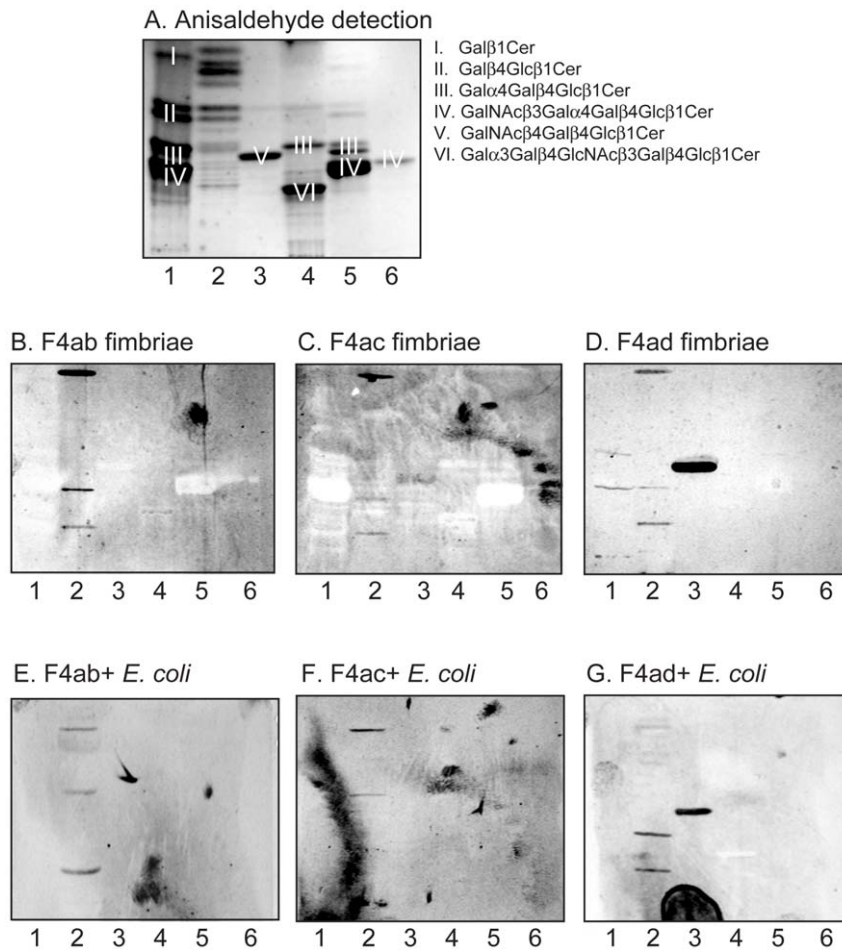 A. Anisaldehyde detection
I
II
III
IV
V
III
VI
III
IV
IV
1 2 3 4 5 6
I. Galβ1Cer
II. Galβ4Glcβ1Cer
III. Galα4Galβ4Glcβ1Cer
IV. GalNAcβ3Galα4Galβ4Glcβ1Cer
V. GalNAcβ4Galβ4Glcβ1Cer
VI. Galα3Galβ4GlcNAcβ3Galβ4Glcβ1Cer
B. F4ab fimbriae
1 2 3 4 5 6
C. F4ac fimbriae
1 2 3 4 5 6
D. F4ad fimbriae
1 2 3 4 5 6
E. F4ab+ E. coli
1 2 3 4 5 6
F. F4ac+ E. coli
1 2 3 4 5 6
G. F4ad+ E. coli
1 2 3 4 5 6